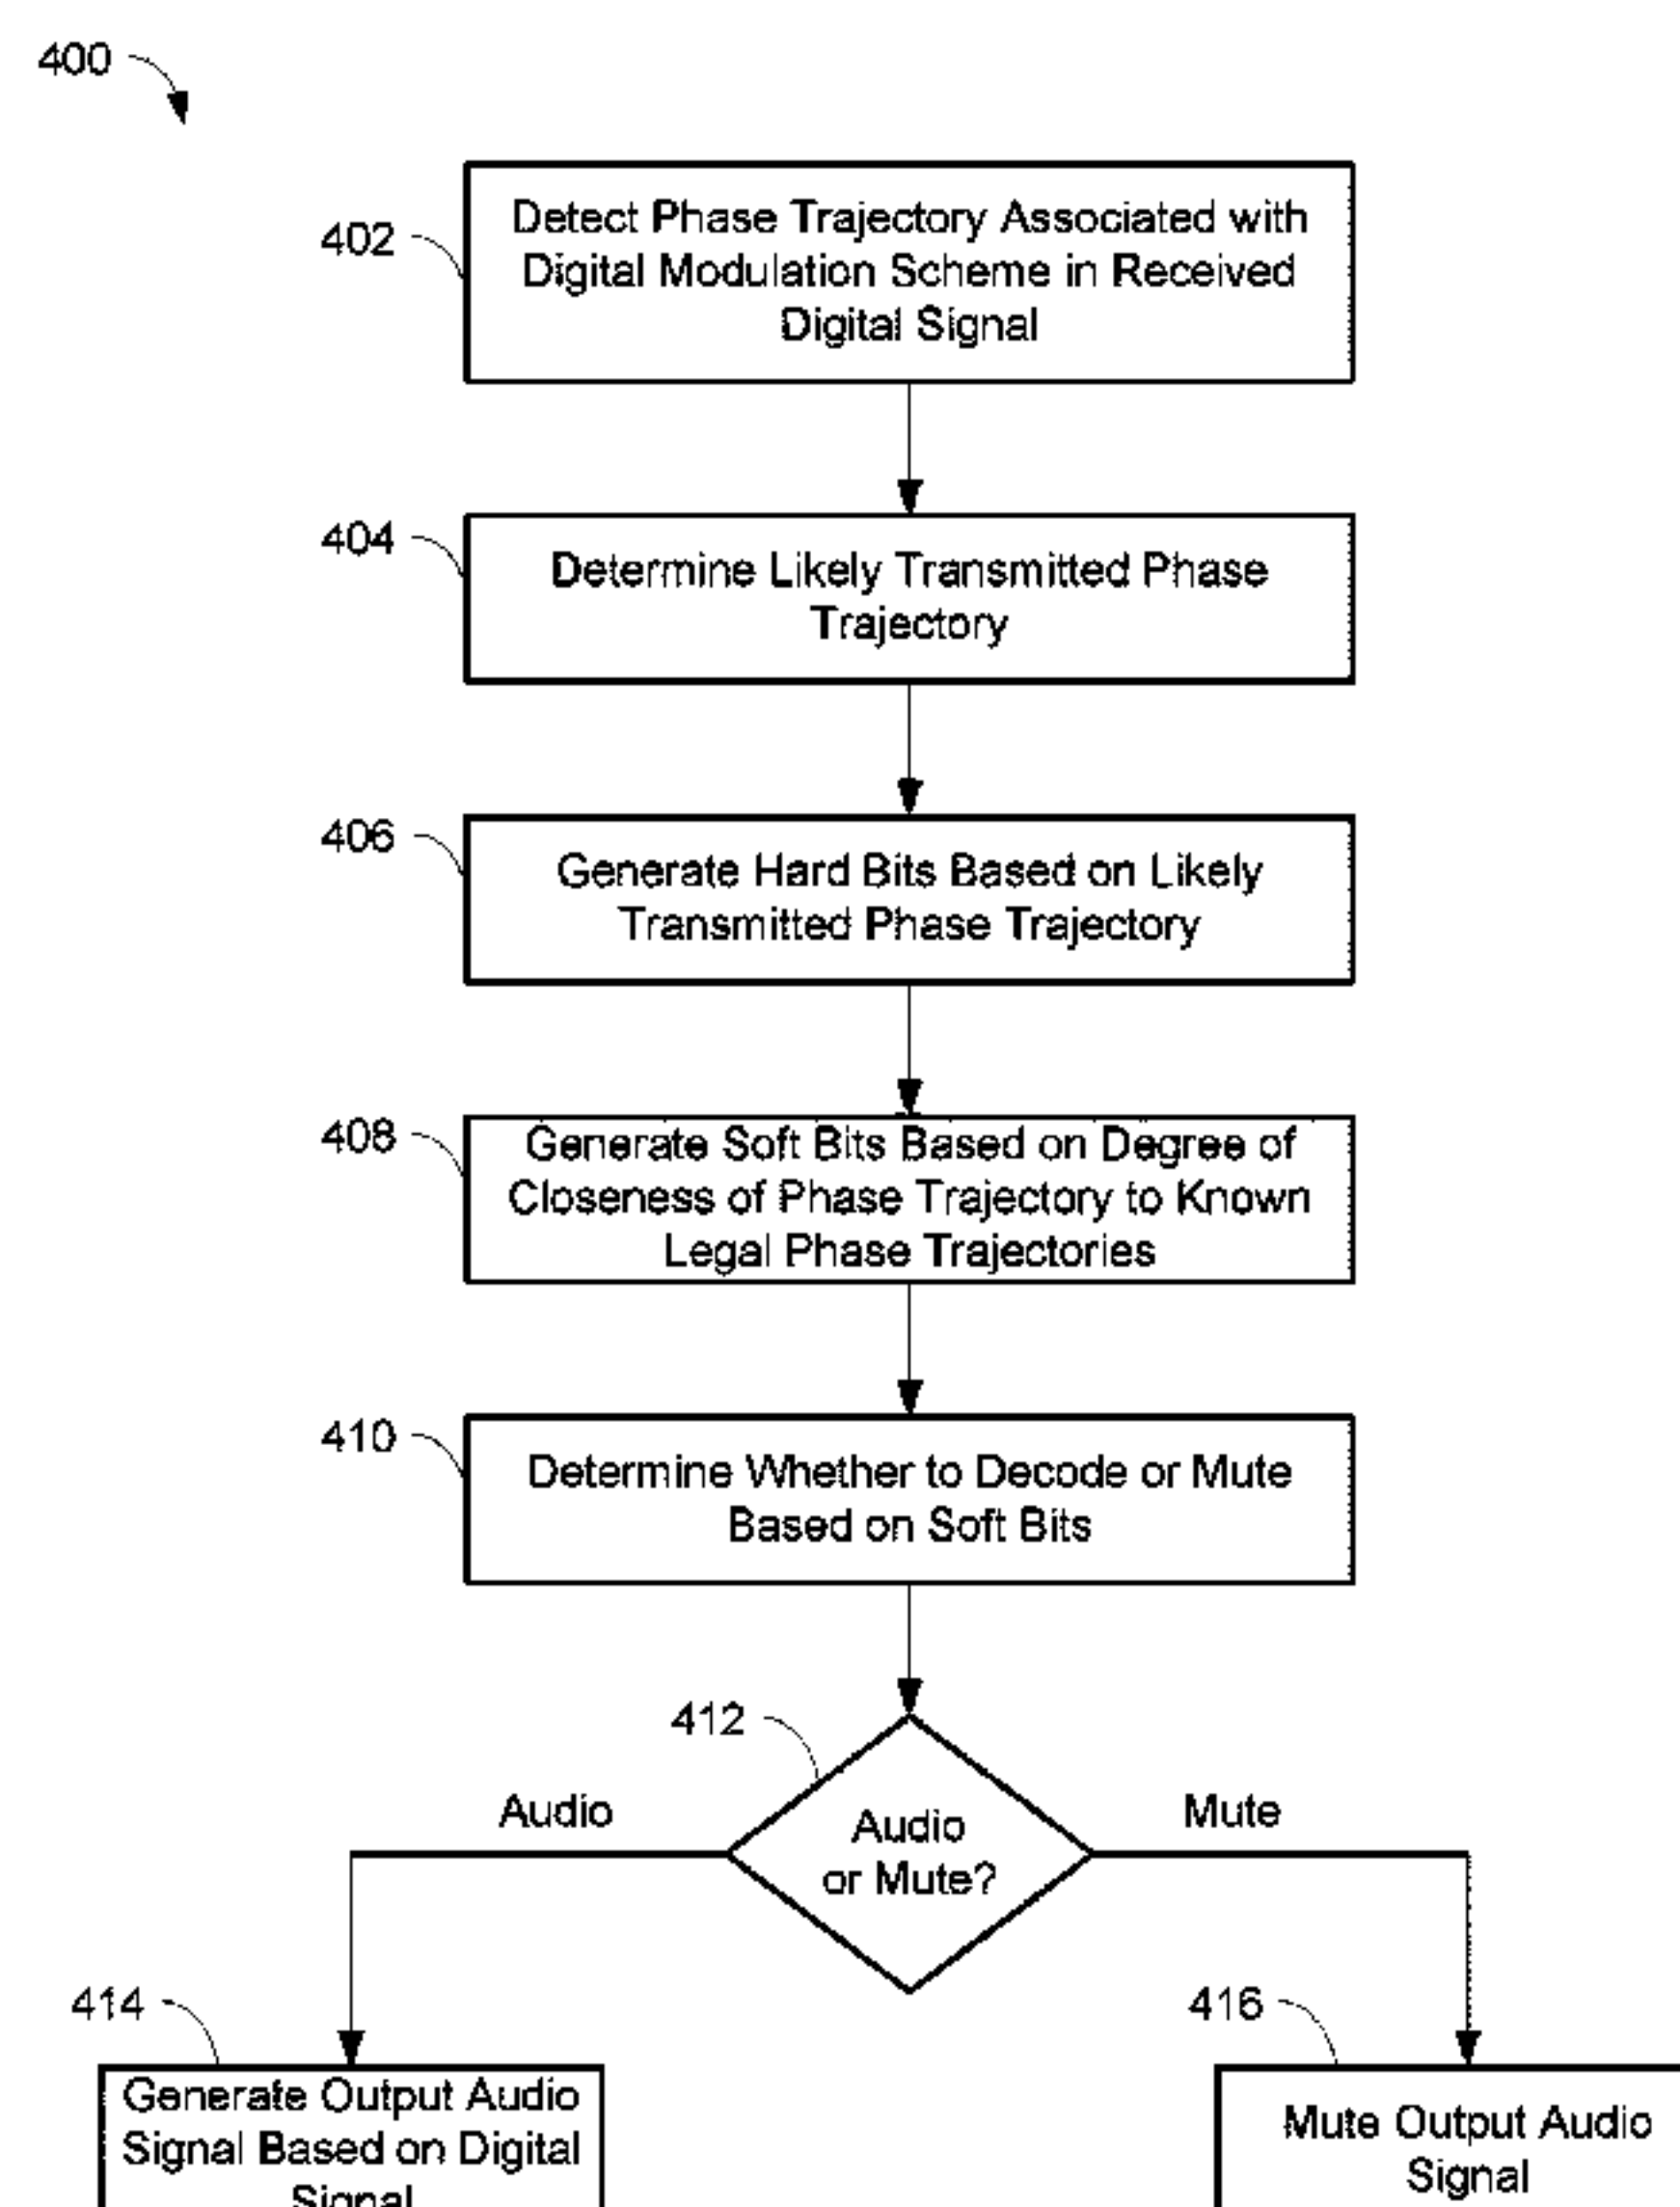 400
402
Detect Phase Trajectory Associated with
Digital Modulation Scheme in Received
Digital Signal
404
Determine Likely Transmitted Phase
Trajectory
406
Generate Hard Bits Based on Likely
Transmitted Phase Trajectory
408
Generate Soft Bits Based on Degree of
Closeness of Phase Trajectory to Known
Legal Phase Trajectories
410
Determine Whether to Decode or Mute
Based on Soft Bits
412
Audio
Audio
or Mute?
Mute
414
Generate Output Audio
Signal Based on Digital
Signal
416
Mute Output Audio
Signal